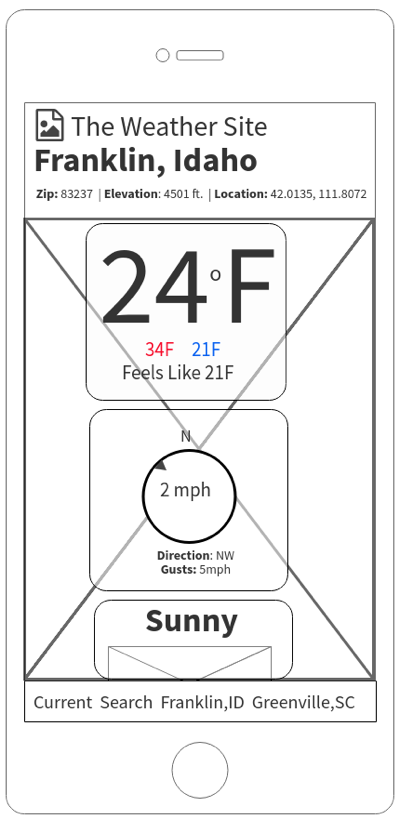 The Weather Site
Franklin, Idaho
Zip: 83237 | Elevation: 4501 ft. | Location: 42.0135, 111.8072
24°F
34F 21F
Feels Like 21F
N
2 mph
Direction: NW
Gusts: 5mph
Sunny
Current Search Franklin,ID Greenville,SC